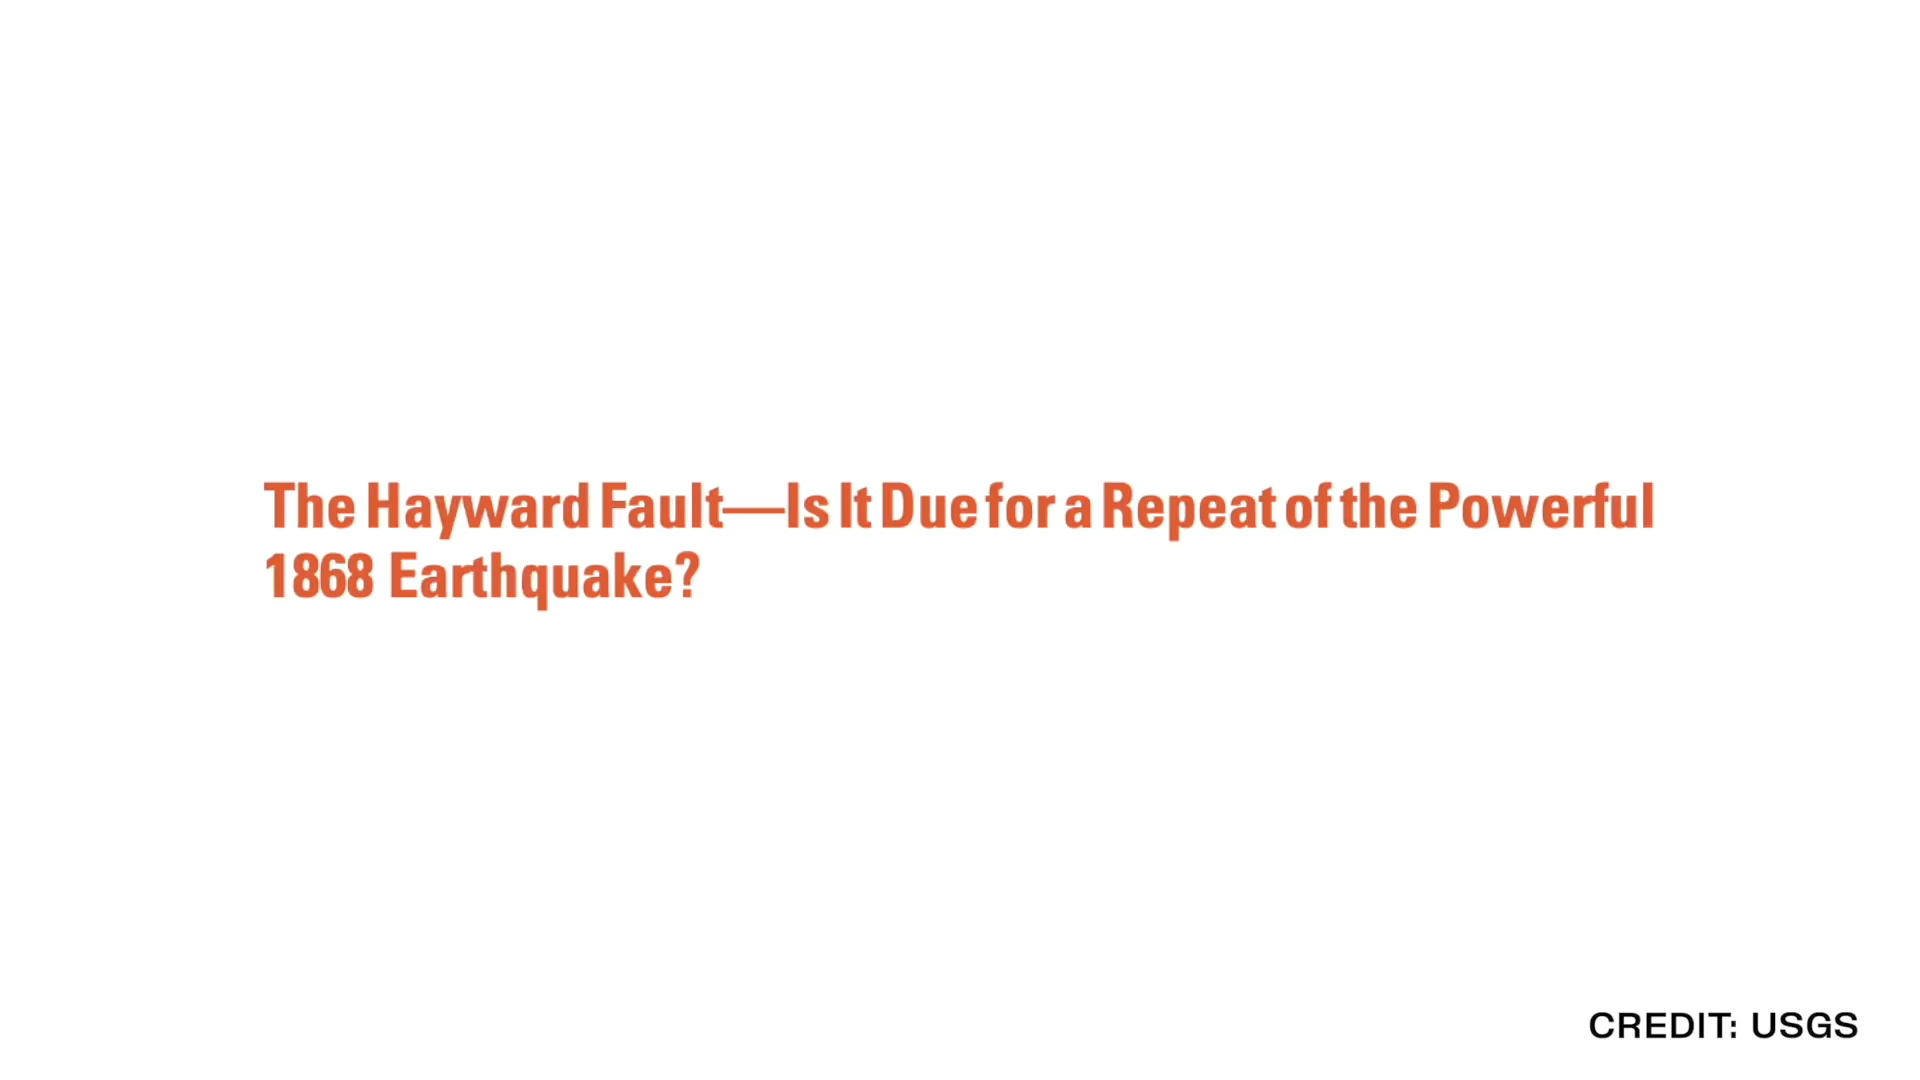 The Hayward Fault—Is It Due for a Repeat of the Powerful
1868 Earthquake?
CREDIT: USGS